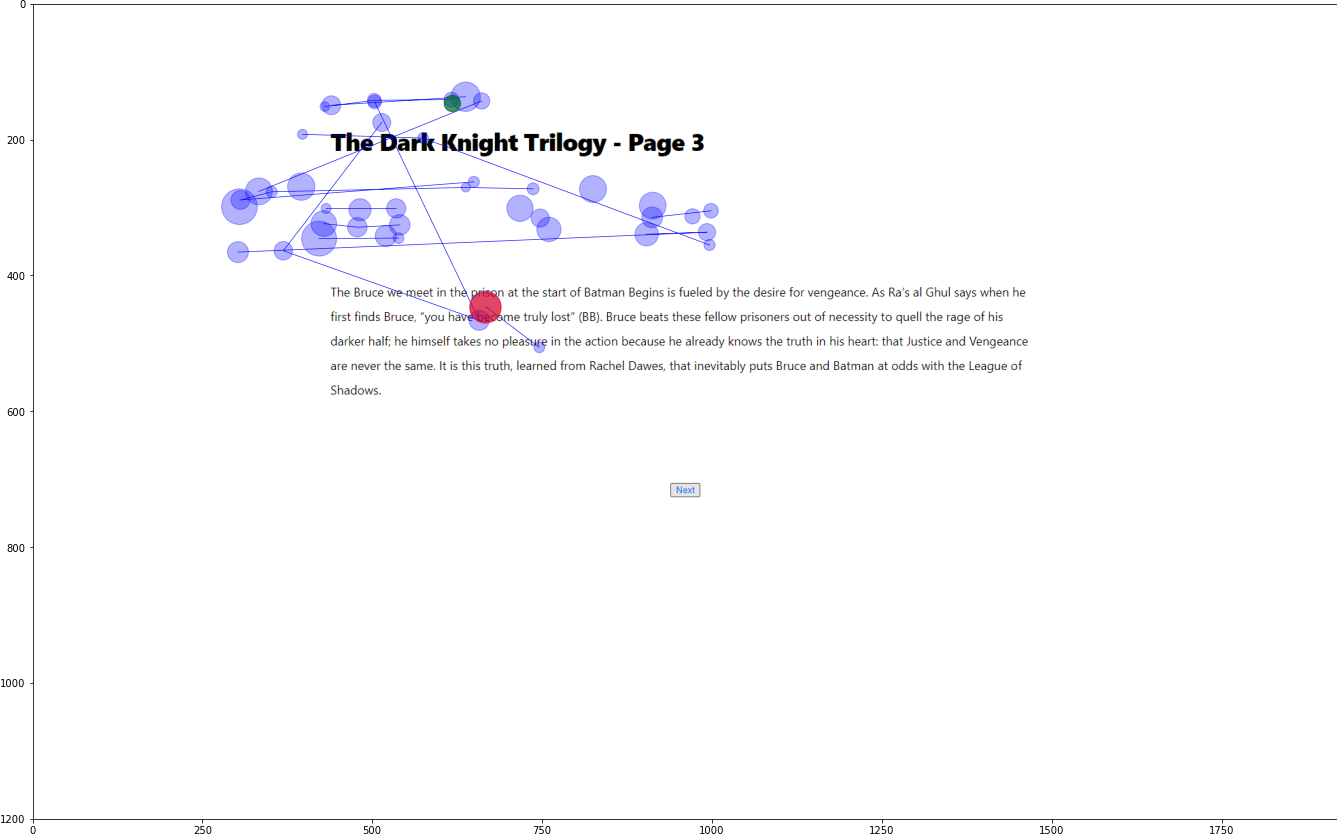 0
200
The Dark Knight Trilogy - Page 3
400
The Bruce we meet in the prison at the start of Batman Begins is fueled by the desire for vengeance. As Ra's al Ghul says when he
first finds Bruce, “you have become truly lost” (BB). Bruce beats these fellow prisoners out of necessity to quell the rage of his
darker half; he himself takes no pleasure in the action because he already knows the truth in his heart: that Justice and Vengeance
are never the same. It is this truth, learned from Rachel Dawes, that inevitably puts Bruce and Batman at odds with the League of
Shadows.
600
Next
800
1000
1200
0 250 500 750 1000 1250 1500 1750